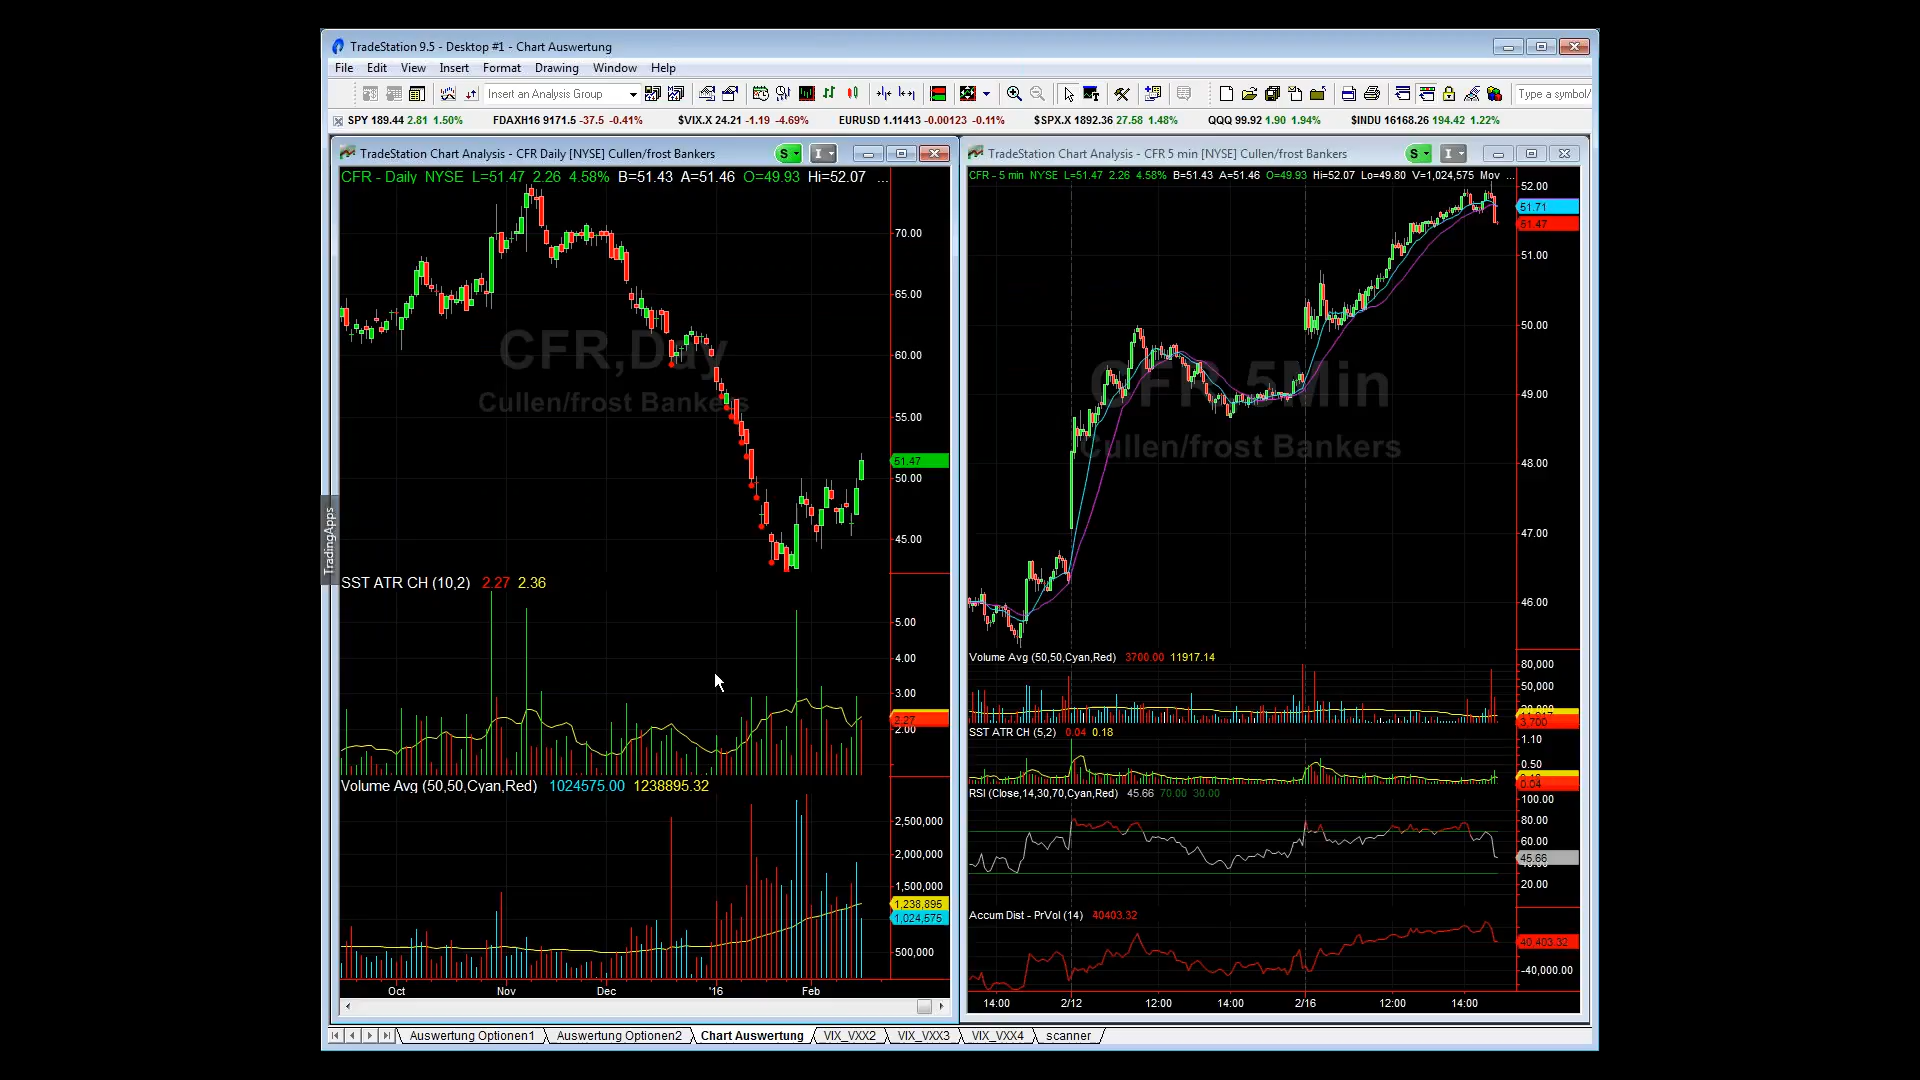 TradeStation 9.5 - Desktop #1 - Chart Auswertung
File Edit View Insert Format Drawing Window Help
Insert an Analysis Group
Type a symbol/
SPY 189.44 2.81 1.50% FDAXH16 9171.5 -37.5 -0.41% $VIX.X 24.21 -1.19 -4.69% EURUSD 1.11413 -0.00123 -0.11% $SPX.X 1892.36 27.58 1.48% QQQ 99.92 1.90 1.94% $INDU 16168.26 194.42 1.22%
TradeStation Chart Analysis - CFR Daily [NYSE] Cullen/frost Bankers
S I
CFR - Daily NYSE L=51.47 2.26 4.58% B=51.43 A=51.46 O=49.93 Hi=52.07 ...
70.00
65.00
60.00
55.00
51.47
50.00
45.00
CFR,Day
Cullen/frost Bankers
TradingApps
SST ATR CH (10,2) 2.27 2.36
5.00
4.00
3.00
2.27
2.00
Volume Avg (50,50,Cyan,Red) 1024575.00 1238895.32
2,500,000
2,000,000
1,500,000
1,238,895
1,024,575
500,000
Oct Nov Dec '16 Feb
TradeStation Chart Analysis - CFR 5 min [NYSE] Cullen/frost Bankers
S I
CFR - 5 min NYSE L=51.47 2.26 4.58% B=51.43 A=51.46 O=49.93 Hi=52.07 Lo=49.80 V=1,024,575 Mov ...
52.00
51.71
51.47
51.00
50.00
49.00
48.00
47.00
46.00
CFR,5Min
Cullen/frost Bankers
Volume Avg (50,50,Cyan,Red) 3700.00 11917.14
80,000
50,000
3,700
SST ATR CH (5,2) 0.04 0.18
1.10
0.50
0.04
RSI (Close,14,30,70,Cyan,Red) 45.66 70.00 30.00
100.00
80.00
60.00
45.66
20.00
Accum Dist - PrVol (14) 40403.32
40,403.32
-40,000.00
14:00 2/12 12:00 14:00 2/16 12:00 14:00
Auswertung Optionen1 Auswertung Optionen2 Chart Auswertung VIX_VXX2 VIX_VXX3 VIX_VXX4 scanner